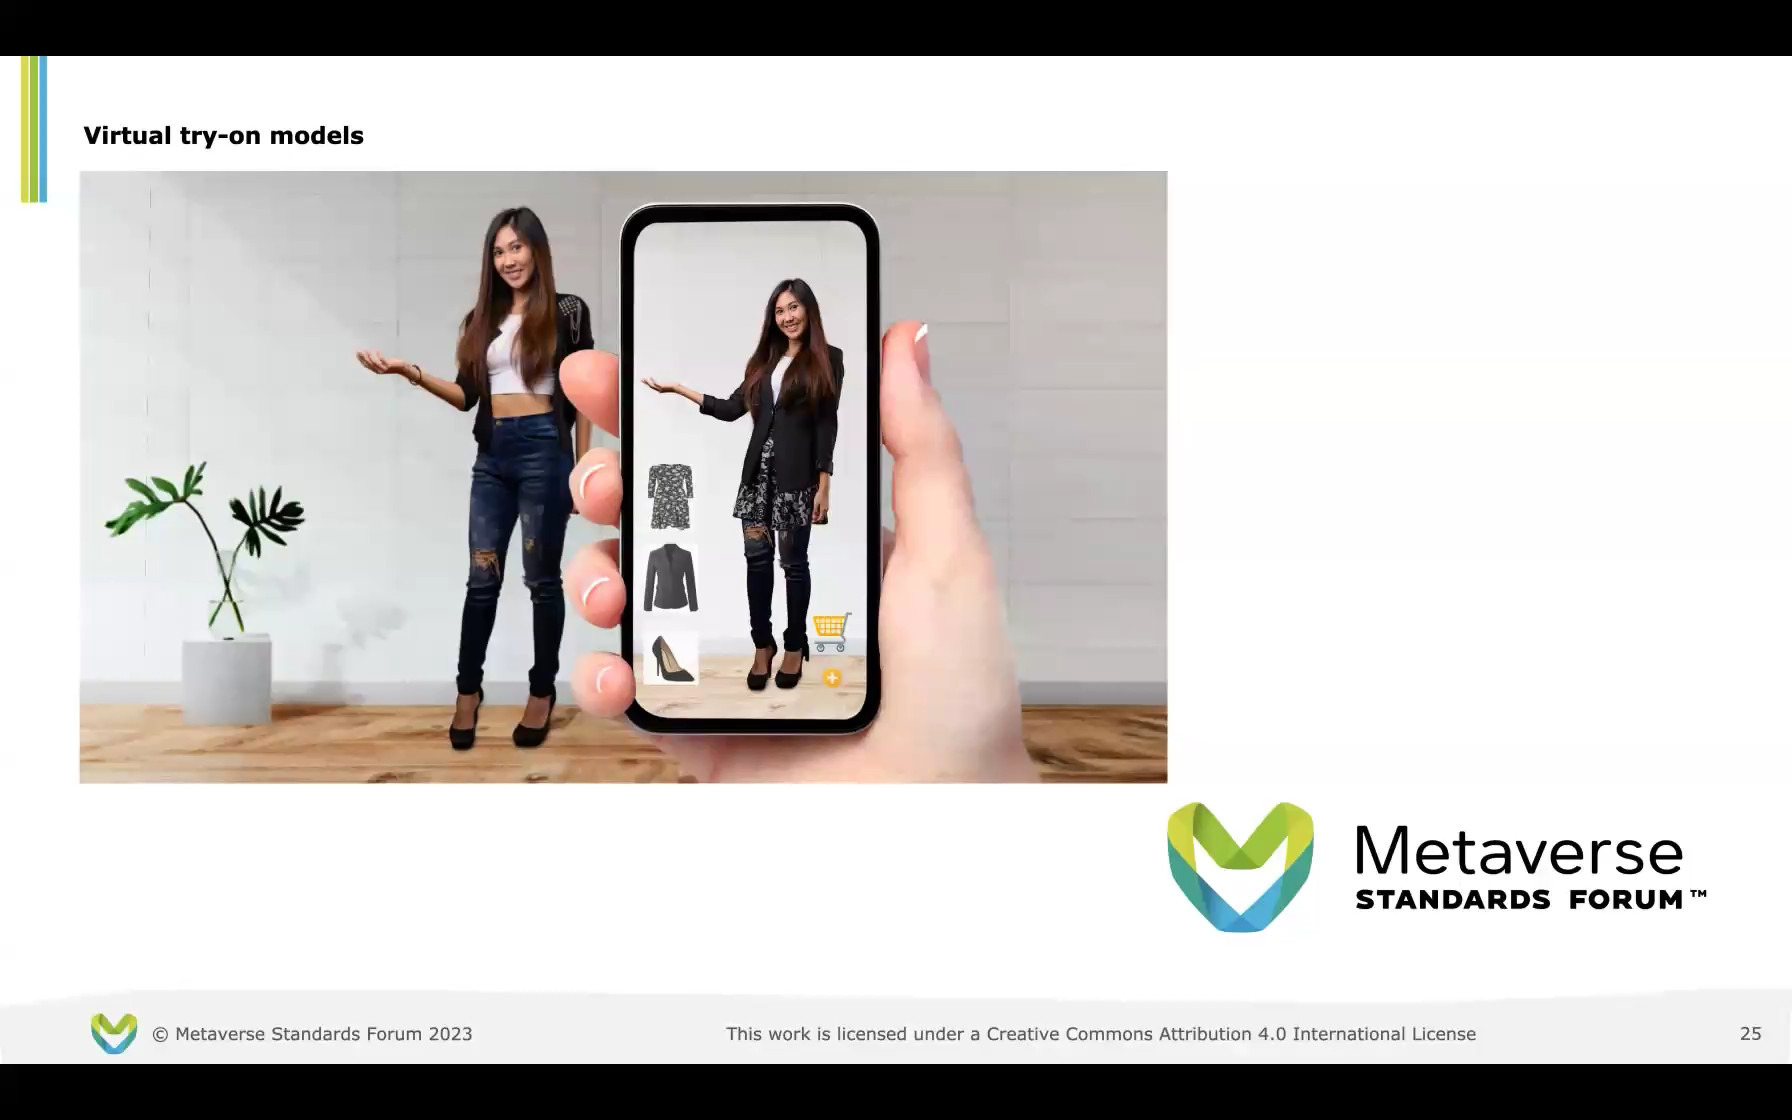 Virtual try-on models
Metaverse
STANDARDS FORUM™
© Metaverse Standards Forum 2023
This work is licensed under a Creative Commons Attribution 4.0 International License
25